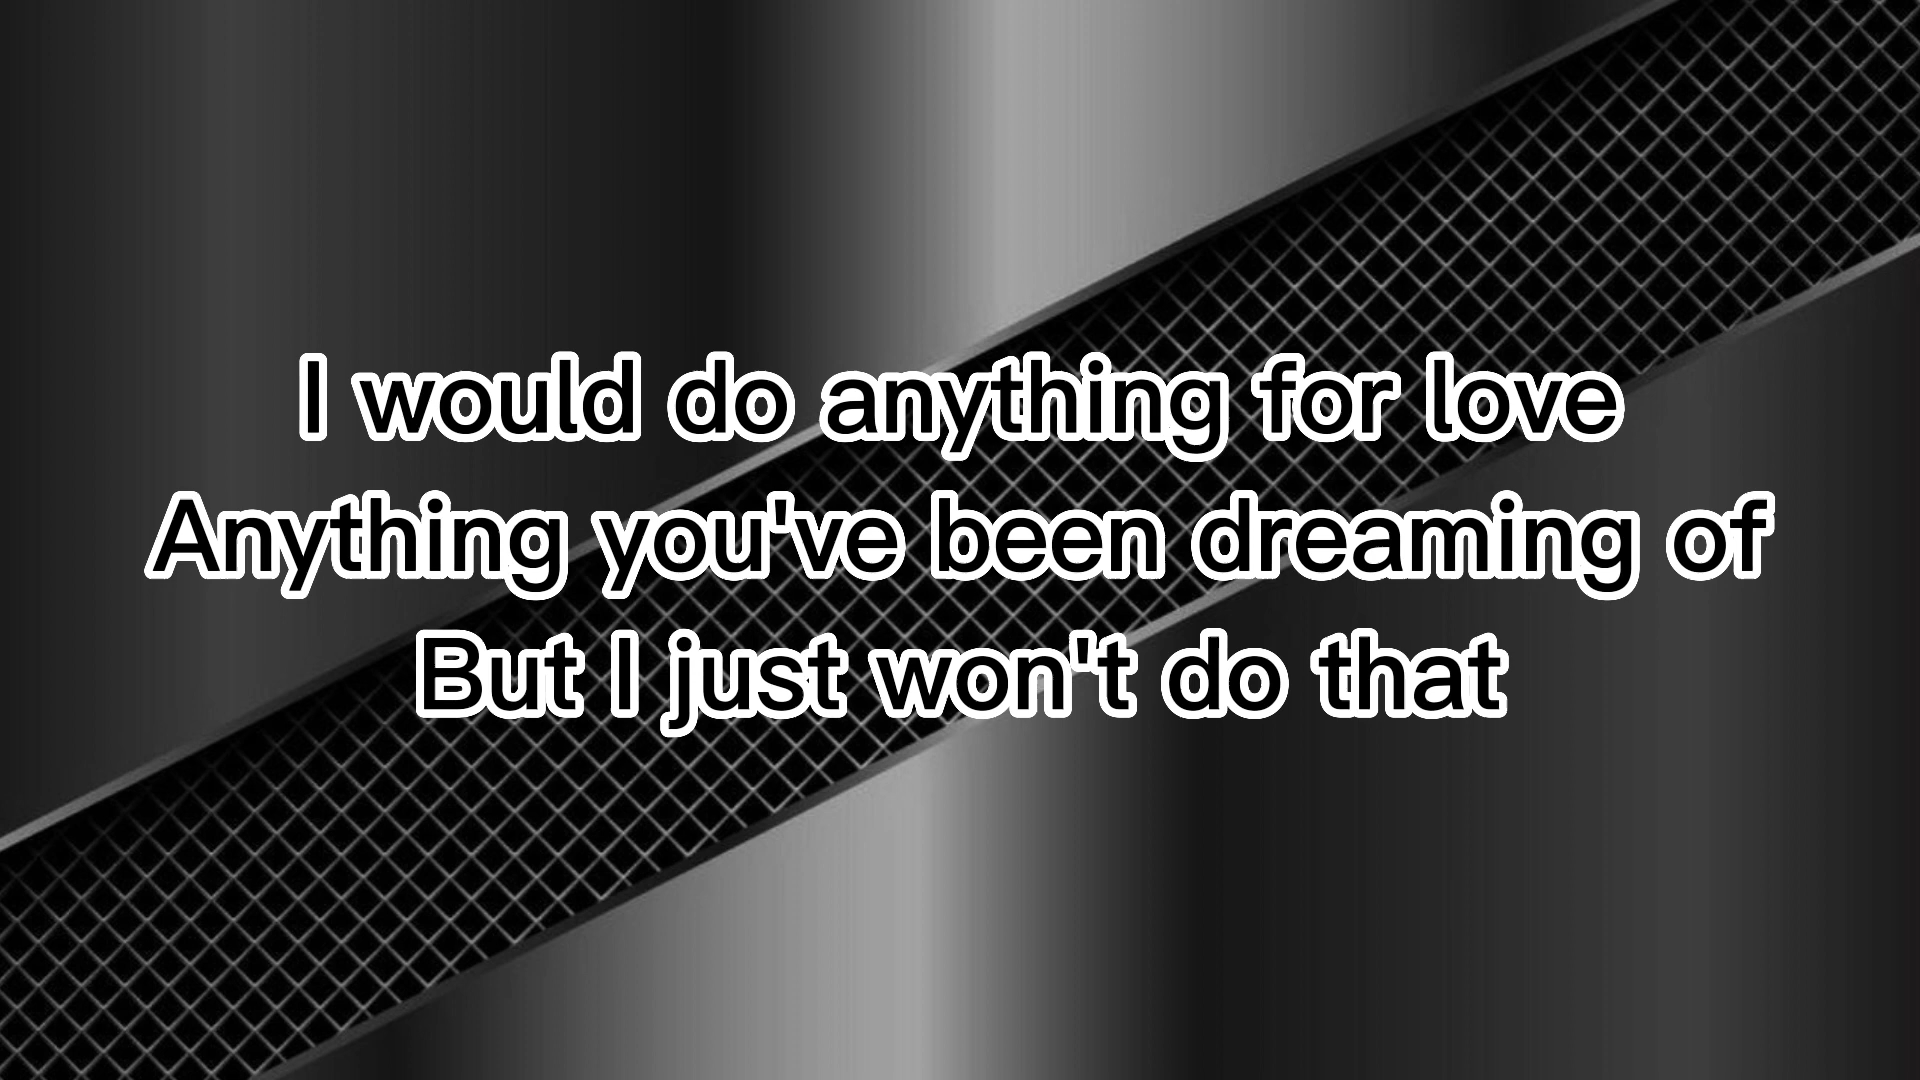 I would do anything for love
Anything you've been dreaming of
But I just won't do that